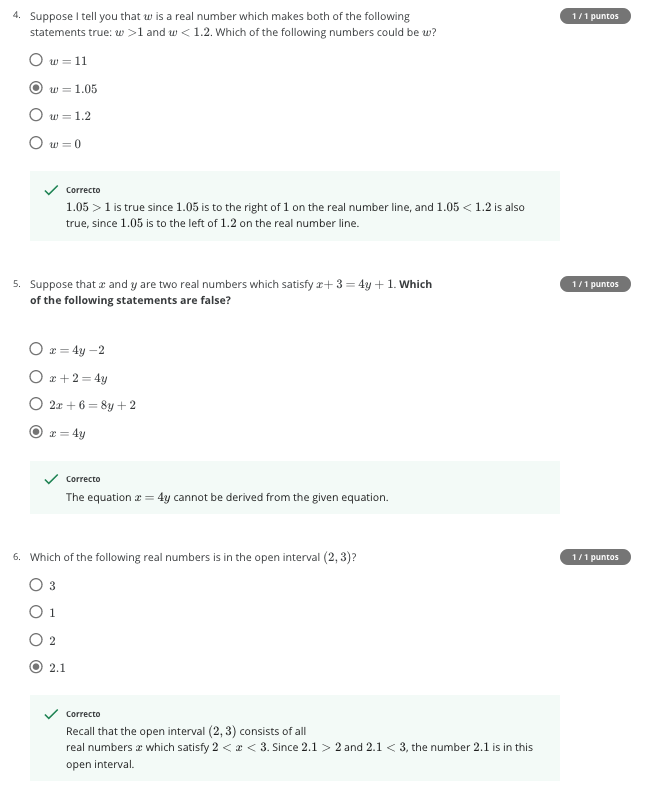 4. Suppose I tell you that w is a real number which makes both of the following 1 / 1 puntos
statements true: w >1 and w < 1.2. Which of the following numbers could be w?
w = 11
w = 1.05
w = 1.2
w = 0
Correcto
1.05 > 1 is true since 1.05 is to the right of 1 on the real number line, and 1.05 < 1.2 is also
true, since 1.05 is to the left of 1.2 on the real number line.
5. Suppose that x and y are two real numbers which satisfy x+ 3 = 4y + 1. Which 1 / 1 puntos
of the following statements are false?
x = 4y −2
x + 2 = 4y
2x + 6 = 8y + 2
x = 4y
Correcto
The equation x = 4y cannot be derived from the given equation.
6. Which of the following real numbers is in the open interval (2, 3)? 1 / 1 puntos
3
1
2
2.1
Correcto
Recall that the open interval (2, 3) consists of all
real numbers x which satisfy 2 < x < 3. Since 2.1 > 2 and 2.1 < 3, the number 2.1 is in this
open interval.